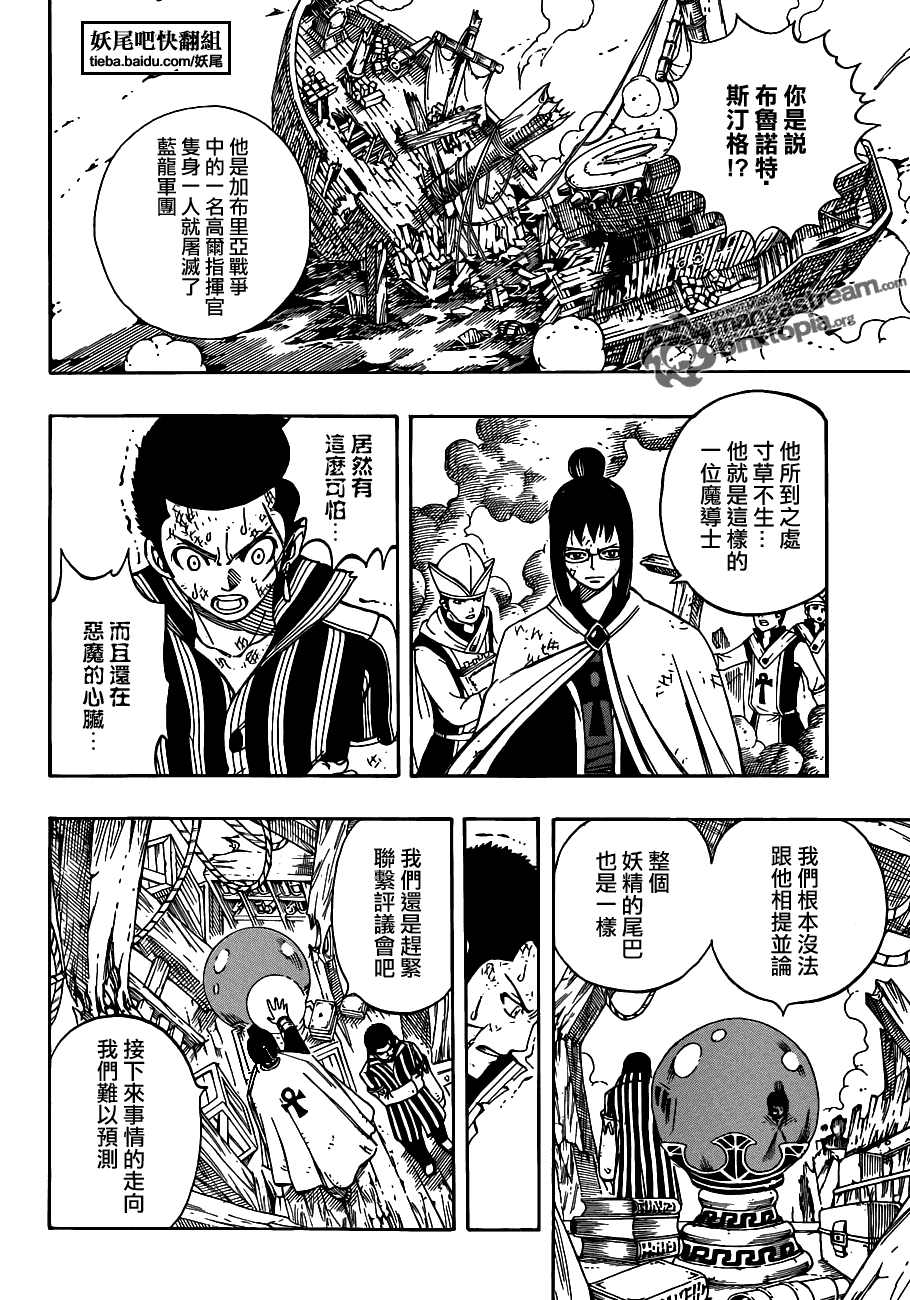 妖尾吧快翻組
tieba.baidu.com/妖尾
你是説
布魯諾特·
斯汀格!?
他是加布里亞戰爭
中的一名高爾指揮官
隻身一人就屠滅了
藍龍軍團
mangastream.com
bintopia.org
他所到之處
寸草不生…
他就是這樣的
一位魔導士
居然有
這麼可怕…
而且還在
惡魔的心臟…
我們根本沒法
跟他相提並論
整個
妖精的尾巴
也是一樣
我們還是趕緊
聯繫評議會吧
接下來事情的走向
我們難以預測